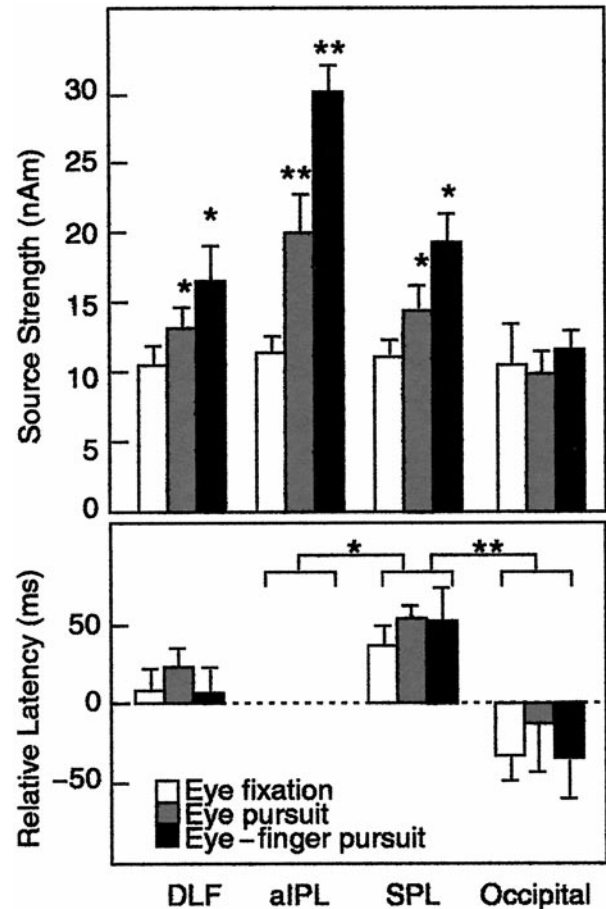 Source Strength (nAm)
30
25
20
15
10
5
0
* *
** **
* *
Relative Latency (ms)
50
0
-50
* **
Eye fixation
Eye pursuit
Eye-finger pursuit
DLF aIPL SPL Occipital